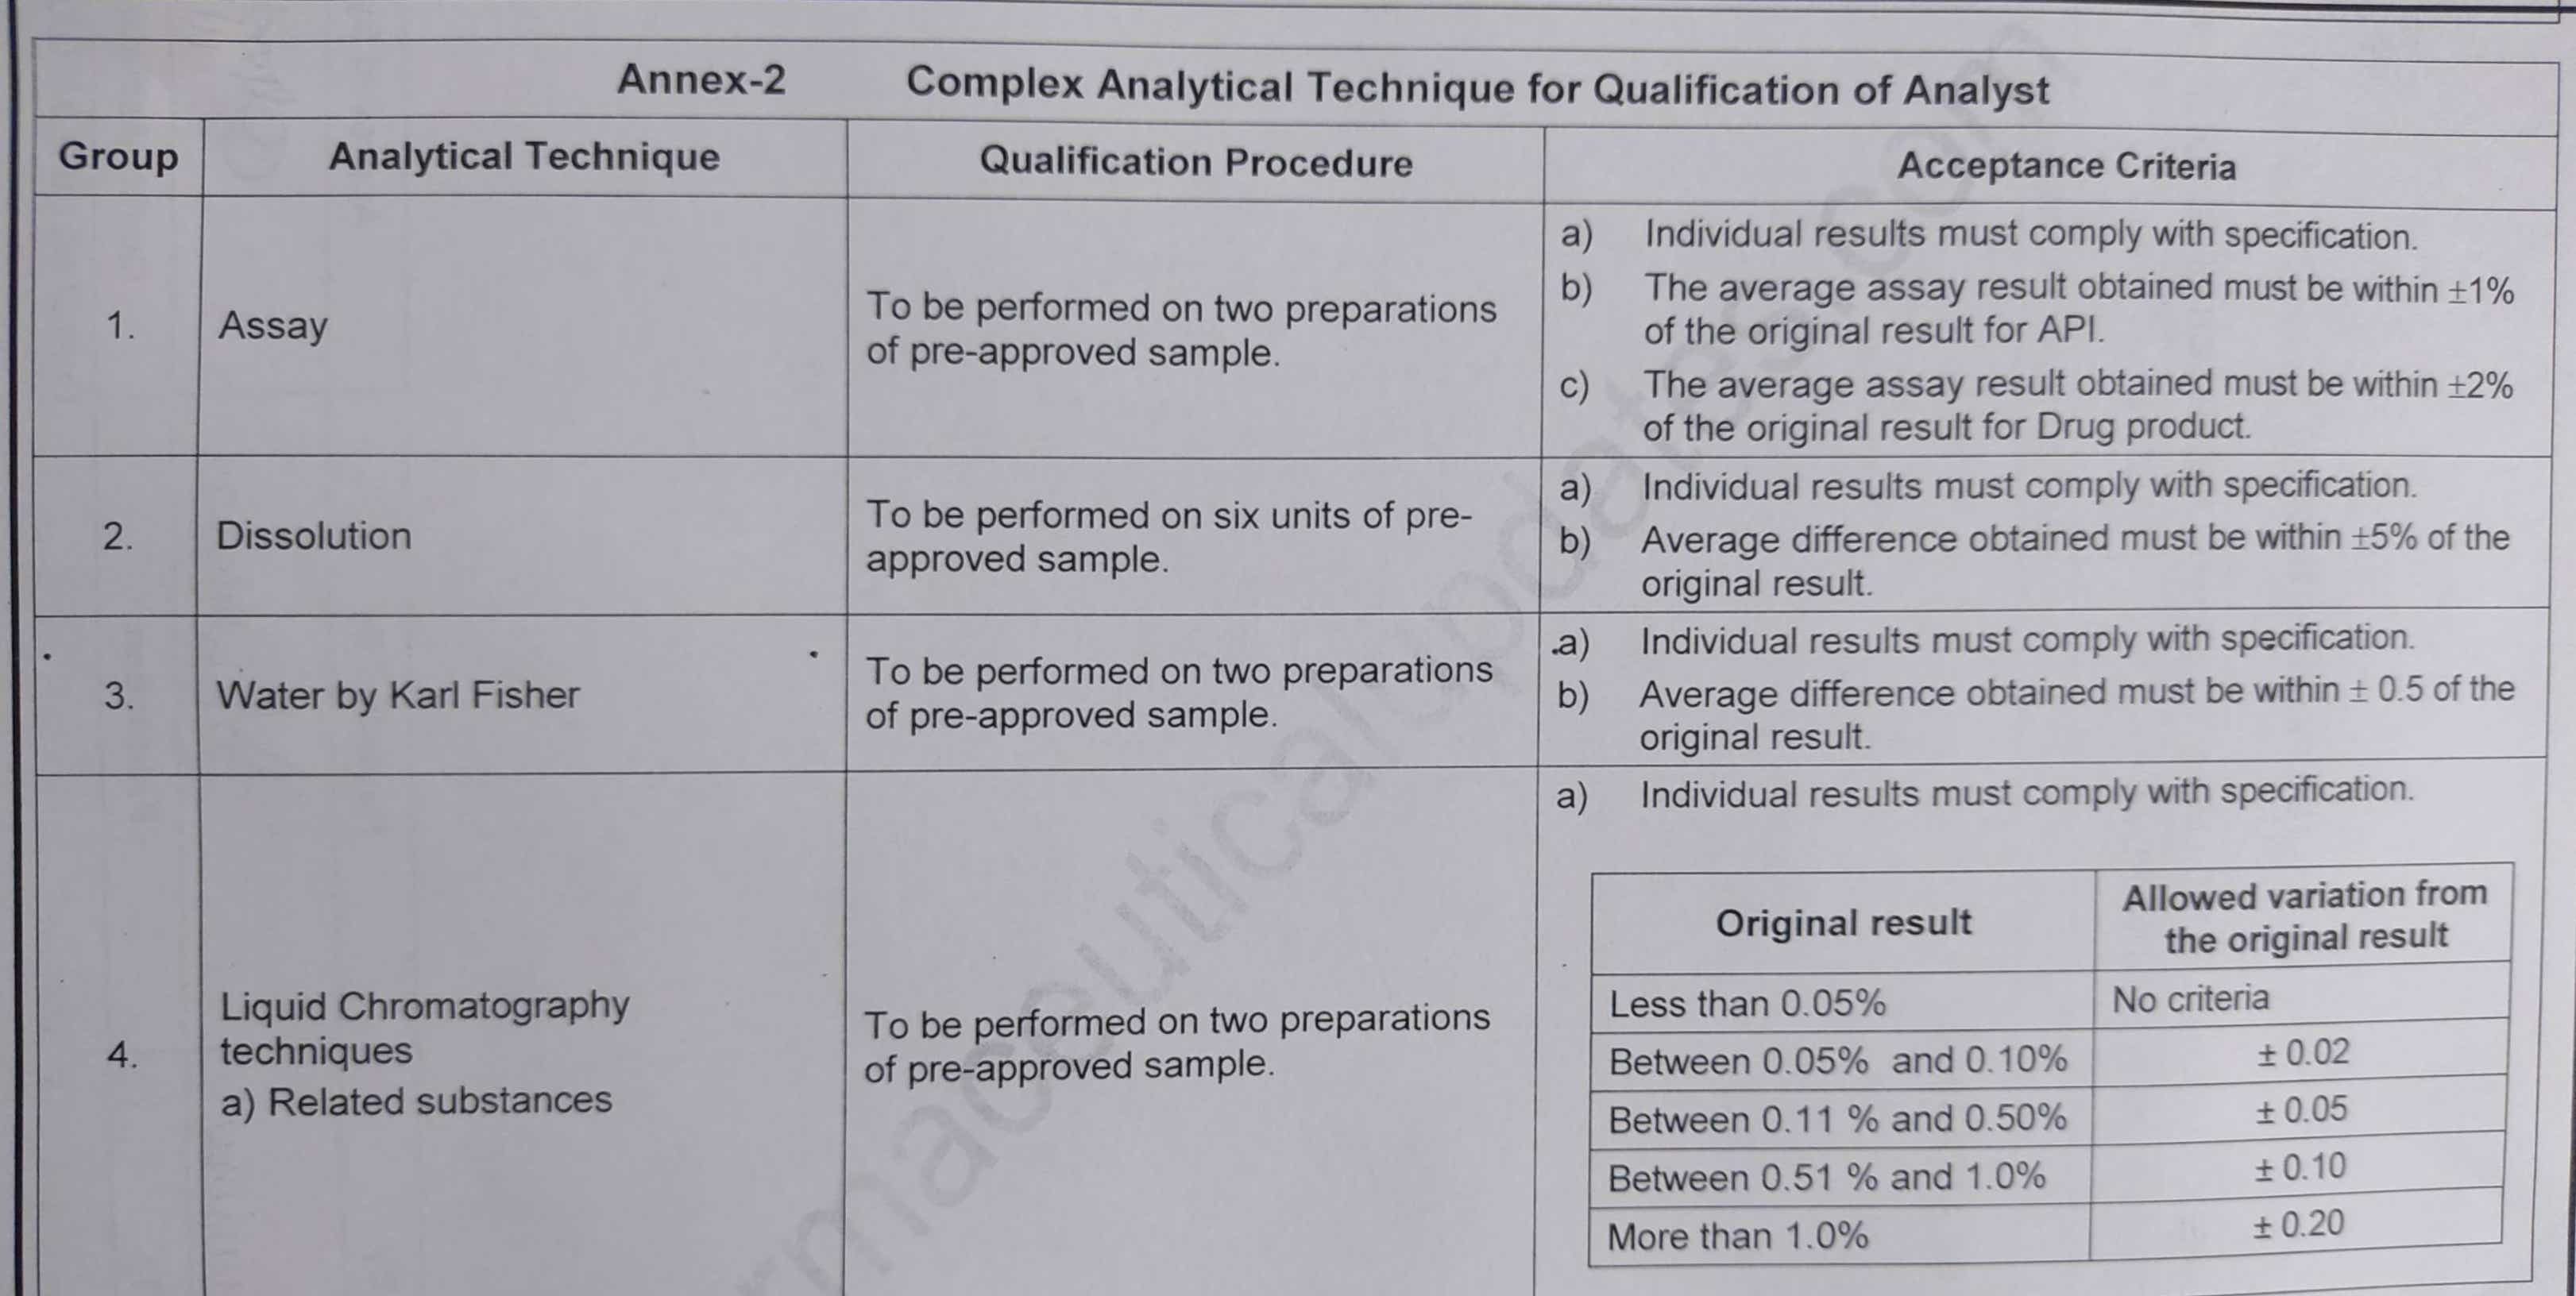 Annex-2 Complex Analytical Technique for Qualification of Analyst
Group Analytical Technique Qualification Procedure Acceptance Criteria
1. Assay
To be performed on two preparations
of pre-approved sample.
a) Individual results must comply with specification.
b) The average assay result obtained must be within ±1%
of the original result for API.
c) The average assay result obtained must be within ±2%
of the original result for Drug product.
2. Dissolution
To be performed on six units of pre-
approved sample.
a) Individual results must comply with specification.
b) Average difference obtained must be within ±5% of the
original result.
3. Water by Karl Fisher
To be performed on two preparations
of pre-approved sample.
a) Individual results must comply with specification.
b) Average difference obtained must be within ± 0.5 of the
original result.
4. Liquid Chromatography
techniques
a) Related substances
To be performed on two preparations
of pre-approved sample.
a) Individual results must comply with specification.
Original result Allowed variation from
the original result
Less than 0.05% No criteria
Between 0.05% and 0.10% ± 0.02
Between 0.11 % and 0.50% ± 0.05
Between 0.51 % and 1.0% ± 0.10
More than 1.0% ± 0.20
rmaceuticalupdates.com